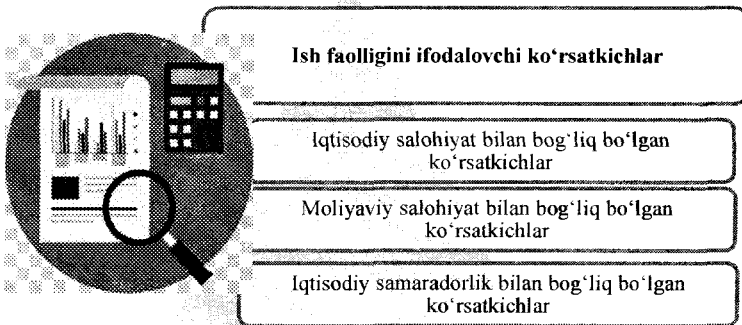 Ish faolligini ifodalovchi ko‘rsatkichlar
Iqtisodiy salohiyat bilan bog‘liq bo‘lgan
ko‘rsatkichlar
Moliyaviy salohiyat bilan bog‘liq bo‘lgan
ko‘rsatkichlar
Iqtisodiy samaradorlik bilan bog‘liq bo‘lgan
ko‘rsatkichlar